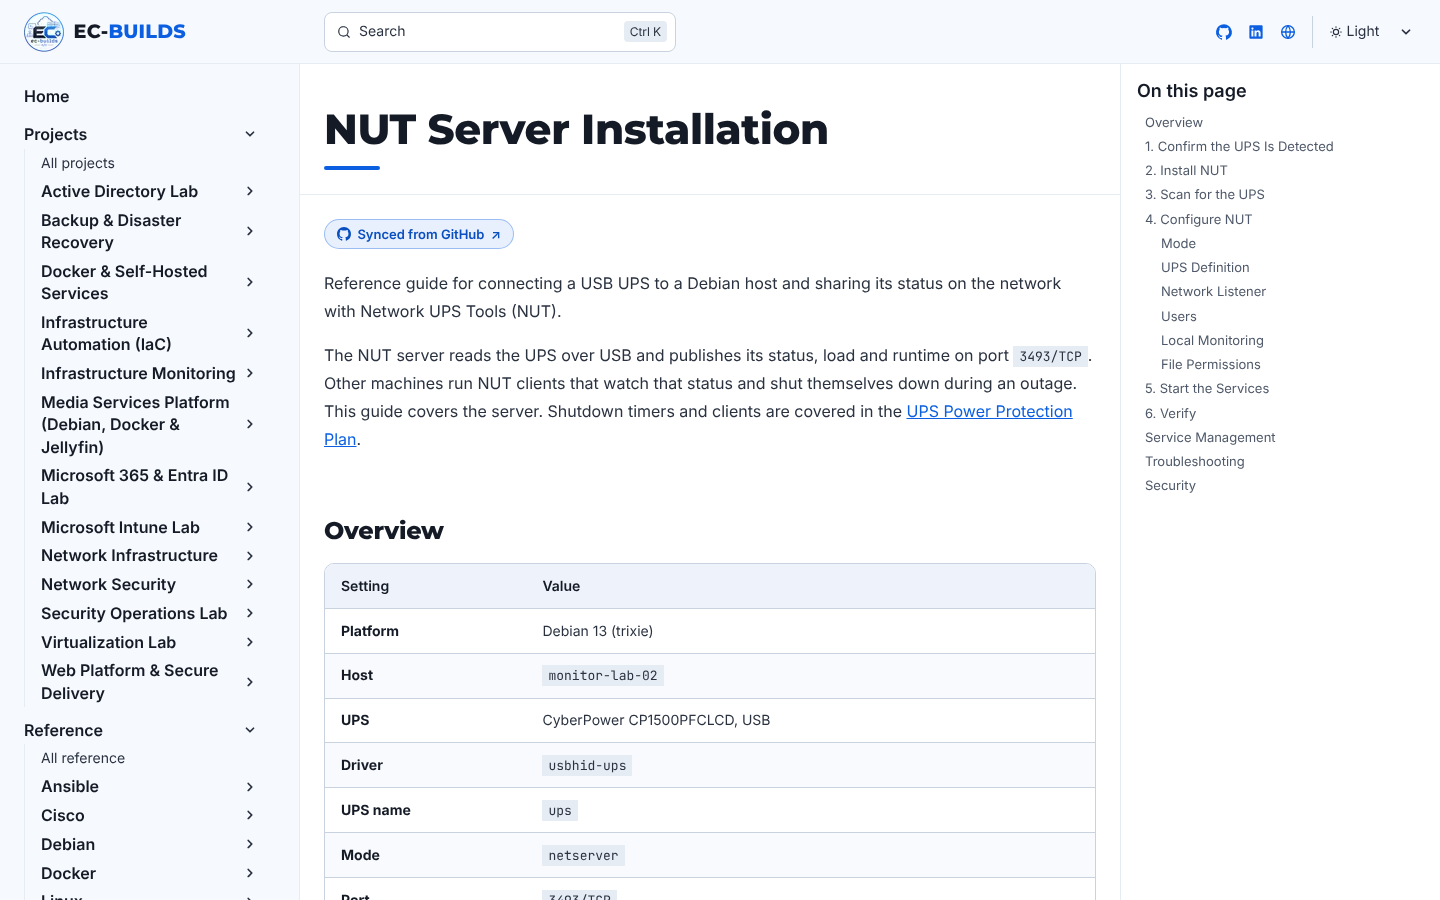 EC-BUILDS
Search
Ctrl K
Light
Home
Projects
All projects
Active Directory Lab
Backup & Disaster
Recovery
Docker & Self-Hosted
Services
Infrastructure
Automation (IaC)
Infrastructure Monitoring
Media Services Platform
(Debian, Docker &
Jellyfin)
Microsoft 365 & Entra ID
Lab
Microsoft Intune Lab
Network Infrastructure
Network Security
Security Operations Lab
Virtualization Lab
Web Platform & Secure
Delivery
Reference
All reference
Ansible
Cisco
Debian
Docker
Linux
NUT Server Installation
Synced from GitHub
Reference guide for connecting a USB UPS to a Debian host and sharing its status on the network
with Network UPS Tools (NUT).
The NUT server reads the UPS over USB and publishes its status, load and runtime on port 3493/TCP.
Other machines run NUT clients that watch that status and shut themselves down during an outage.
This guide covers the server. Shutdown timers and clients are covered in the UPS Power Protection
Plan.
Overview
Setting Value
Platform Debian 13 (trixie)
Host monitor-lab-02
UPS CyberPower CP1500PFCLCD, USB
Driver usbhid-ups
UPS name ups
Mode netserver
Port 3493/TCP
On this page
Overview
1. Confirm the UPS Is Detected
2. Install NUT
3. Scan for the UPS
4. Configure NUT
Mode
UPS Definition
Network Listener
Users
Local Monitoring
File Permissions
5. Start the Services
6. Verify
Service Management
Troubleshooting
Security